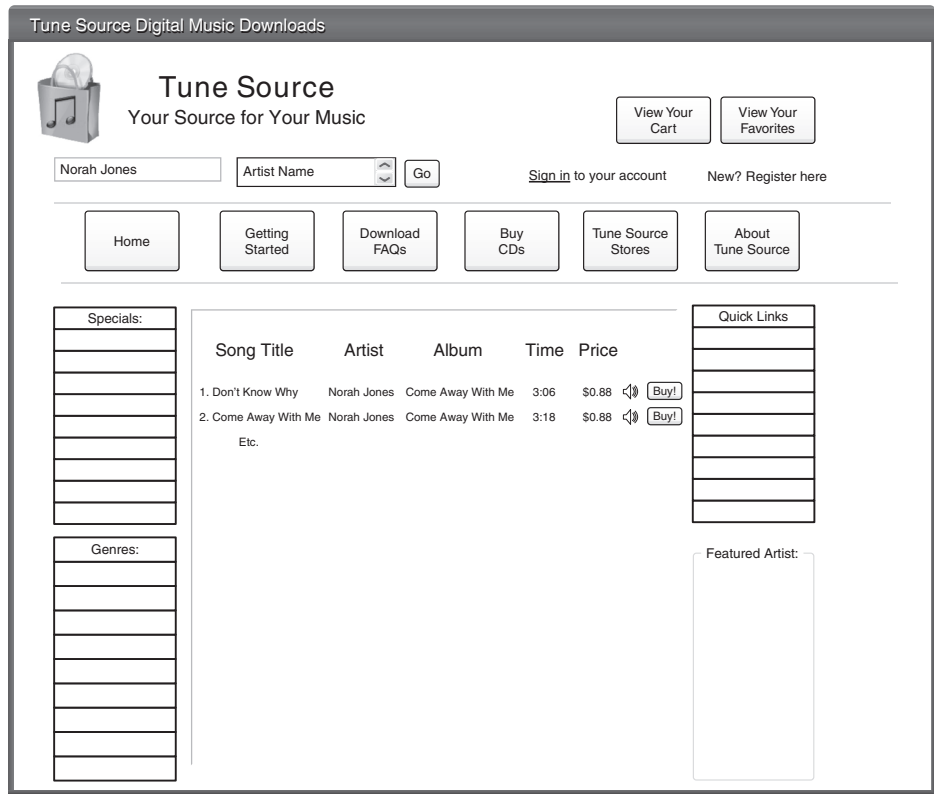 Tune Source Digital Music Downloads
Tune Source
Your Source for Your Music
View Your
Cart
View Your
Favorites
Norah Jones
Artist Name
Go
Sign in to your account
New? Register here
Home
Getting
Started
Download
FAQs
Buy
CDs
Tune Source
Stores
About
Tune Source
Specials:
Song Title Artist Album Time Price
1. Don't Know Why Norah Jones Come Away With Me 3:06 $0.88 Buy!
2. Come Away With Me Norah Jones Come Away With Me 3:18 $0.88 Buy!
Etc.
Quick Links
Genres:
Featured Artist: